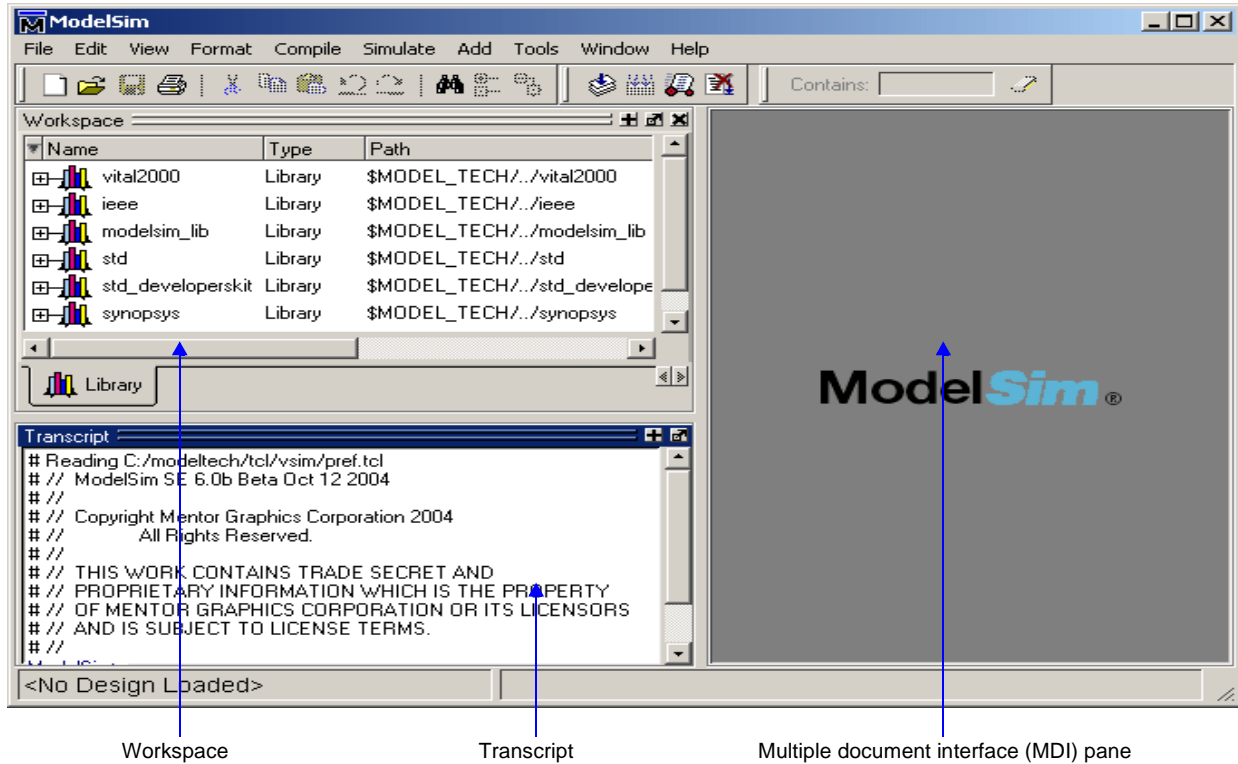 ModelSim
File Edit View Format Compile Simulate Add Tools Window Help
Contains:
Workspace
Name Type Path
vital2000 Library $MODEL_TECH/../vital2000
ieee Library $MODEL_TECH/../ieee
modelsim_lib Library $MODEL_TECH/../modelsim_lib
std Library $MODEL_TECH/../std
std_developerskit Library $MODEL_TECH/../std_develope
synopsys Library $MODEL_TECH/../synopsys
Library
ModelSim®
Transcript
# Reading C:/modeltech/tcl/vsim/pref.tcl
# // ModelSim SE 6.0b Beta Oct 12 2004
# //
# // Copyright Mentor Graphics Corporation 2004
# // All Rights Reserved.
# //
# // THIS WORK CONTAINS TRADE SECRET AND
# // PROPRIETARY INFORMATION WHICH IS THE PROPERTY
# // OF MENTOR GRAPHICS CORPORATION OR ITS LICENSORS
# // AND IS SUBJECT TO LICENSE TERMS.
# //
<No Design Loaded>
Workspace Transcript Multiple document interface (MDI) pane